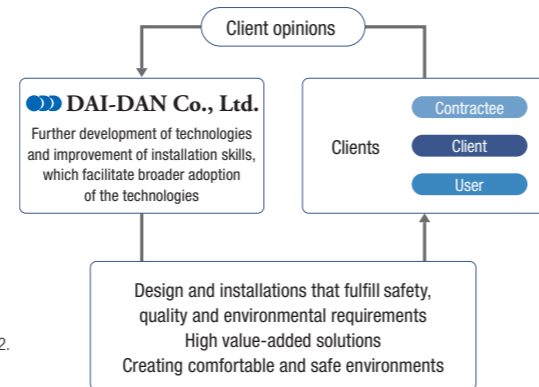 Client opinions
DAI-DAN Co., Ltd.
Further development of technologies
and improvement of installation skills,
which facilitate broader adoption
of the technologies
Clients
Contractee
Client
User
Design and installations that fulfill safety,
quality and environmental requirements
High value-added solutions
Creating comfortable and safe environments
2.